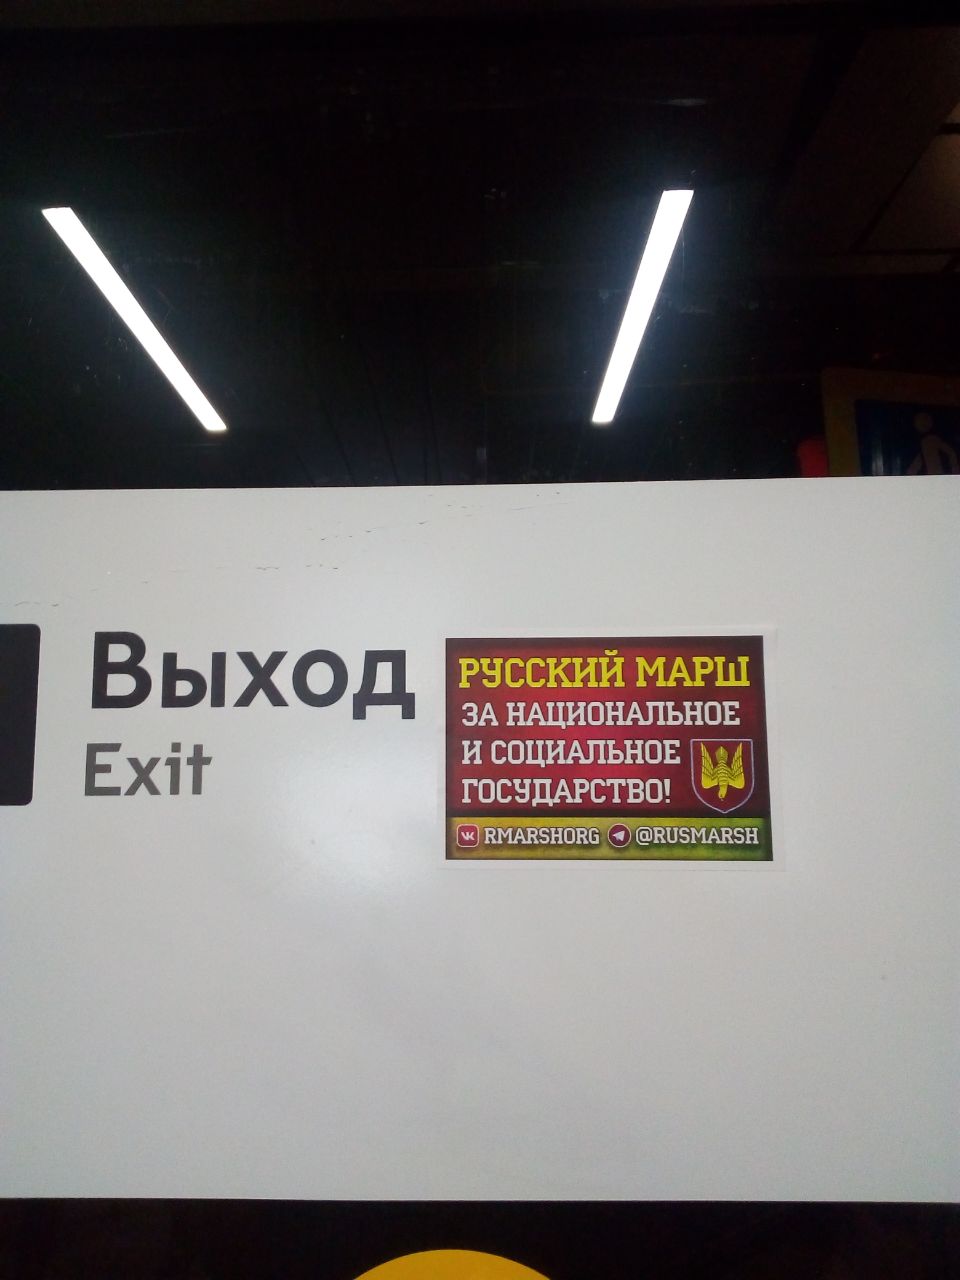 Выход
Exit
РУССКИЙ МАРШ
ЗА НАЦИОНАЛЬНОЕ
И СОЦИАЛЬНОЕ
ГОСУДАРСТВО!
RMARSHORG @RUSMARSH